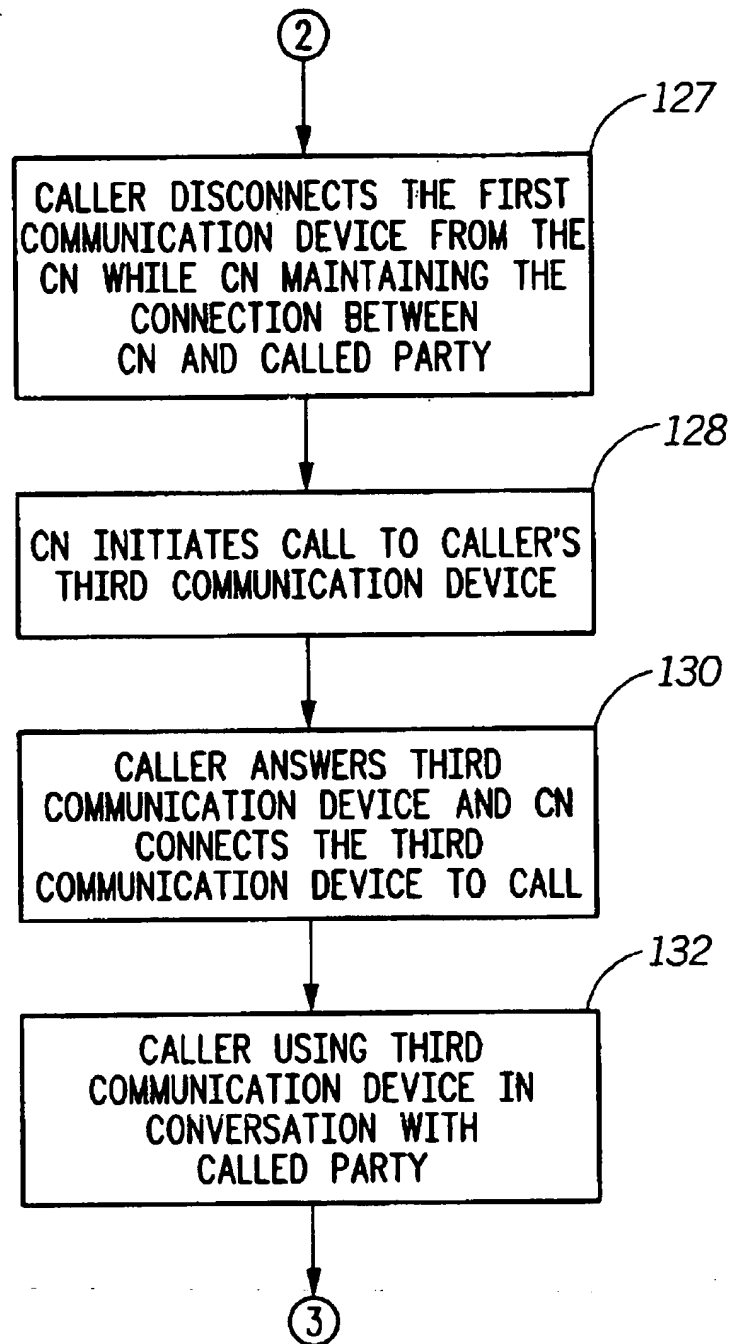 2
127
CALLER DISCONNECTS THE FIRST
COMMUNICATION DEVICE FROM THE
CN WHILE CN MAINTAINING THE
CONNECTION BETWEEN
CN AND CALLED PARTY
128
CN INITIATES CALL TO CALLER'S
THIRD COMMUNICATION DEVICE
130
CALLER ANSWERS THIRD
COMMUNICATION DEVICE AND CN
CONNECTS THE THIRD
COMMUNICATION DEVICE TO CALL
132
CALLER USING THIRD
COMMUNICATION DEVICE IN
CONVERSATION WITH
CALLED PARTY
3